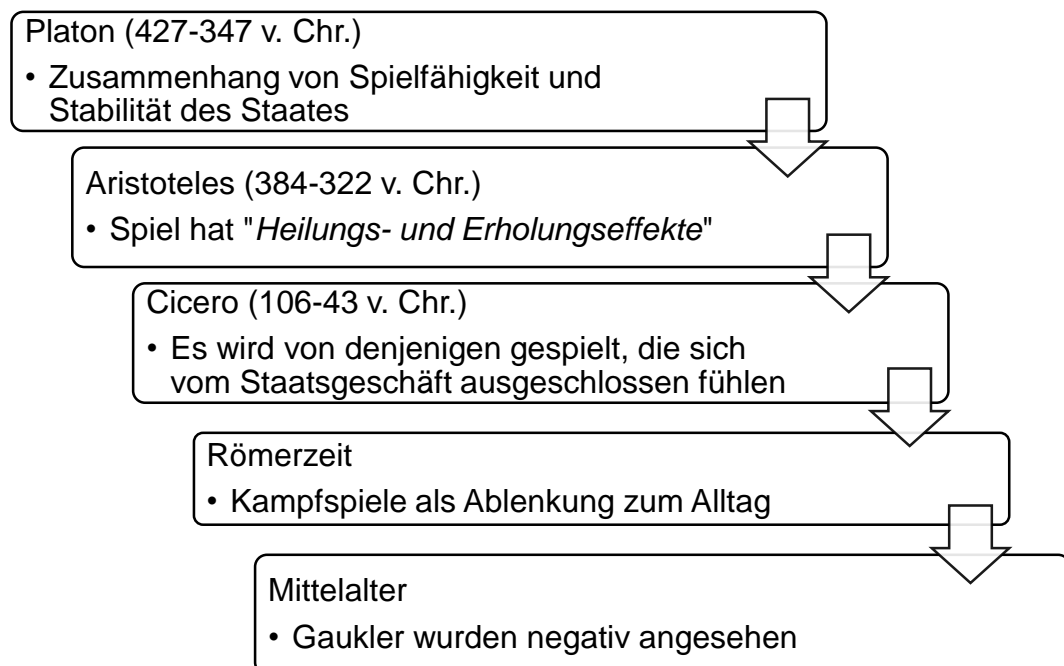 Platon (427-347 v. Chr.)
• Zusammenhang von Spielfähigkeit und
Stabilität des Staates
Aristoteles (384-322 v. Chr.)
• Spiel hat "Heilungs- und Erholungseffekte"
Cicero (106-43 v. Chr.)
• Es wird von denjenigen gespielt, die sich
vom Staatsgeschäft ausgeschlossen fühlen
Römerzeit
• Kampfspiele als Ablenkung zum Alltag
Mittelalter
• Gaukler wurden negativ angesehen